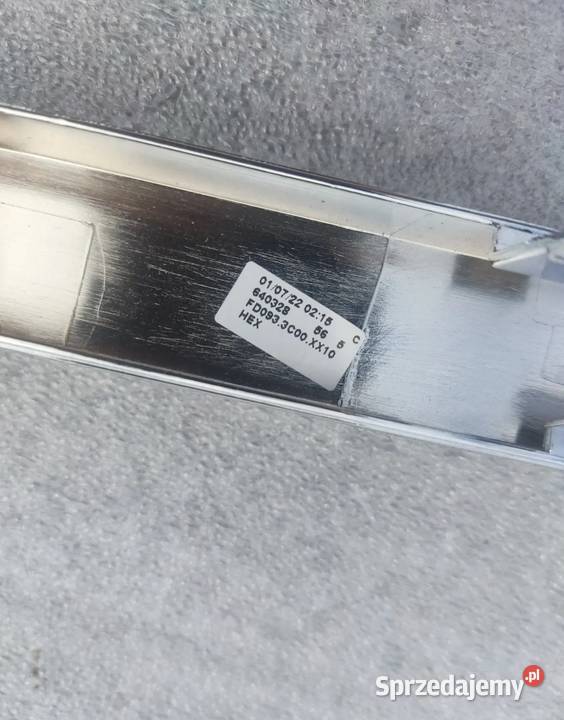 01/07/22 02:15 C
640328 56 5
FD093.3C00.XX10
HEX
Sprzedajemy.pl